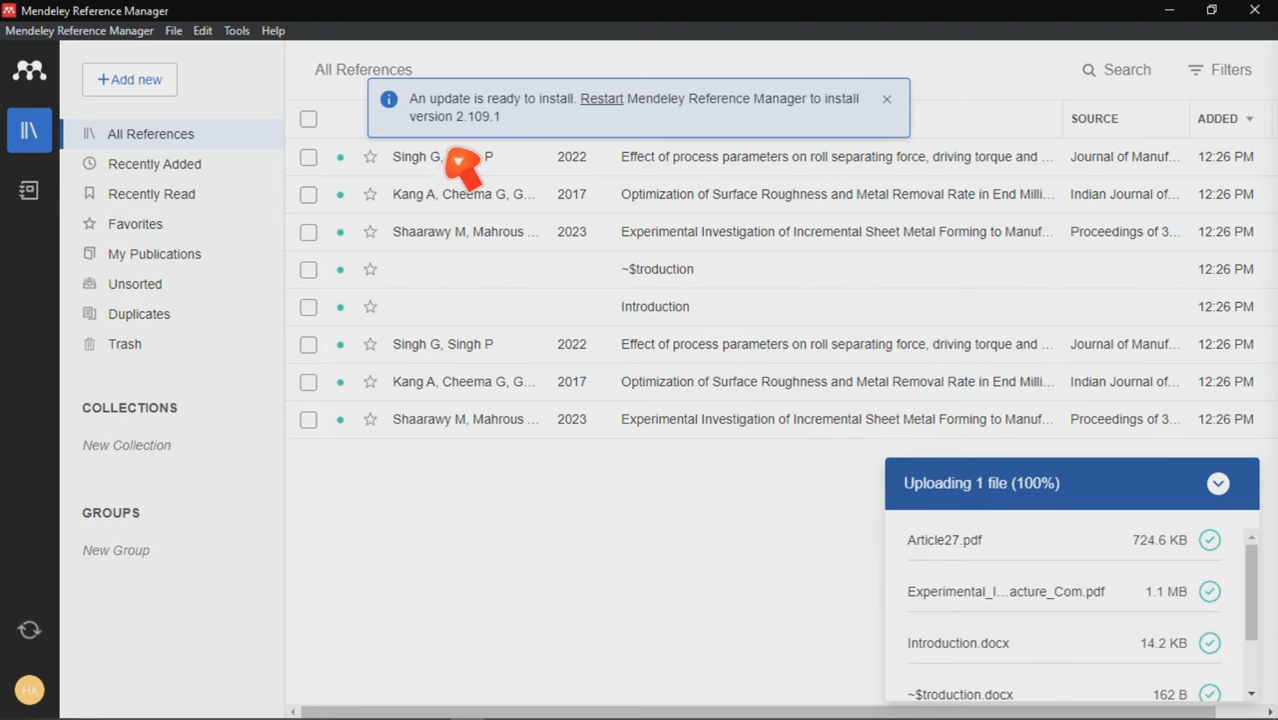 Mendeley Reference Manager
Mendeley Reference Manager File Edit Tools Help
+Add new
All References
Recently Added
Recently Read
Favorites
My Publications
Unsorted
Duplicates
Trash
COLLECTIONS
New Collection
GROUPS
New Group
HA
All References
Search
Filters
An update is ready to install. Restart Mendeley Reference Manager to install
version 2.109.1
SOURCE ADDED
Singh G, P 2022 Effect of process parameters on roll separating force, driving torque and ... Journal of Manuf... 12:26 PM
Kang A, Cheema G, G... 2017 Optimization of Surface Roughness and Metal Removal Rate in End Milli... Indian Journal of... 12:26 PM
Shaarawy M, Mahrous ... 2023 Experimental Investigation of Incremental Sheet Metal Forming to Manuf... Proceedings of 3... 12:26 PM
~$troduction 12:26 PM
Introduction 12:26 PM
Singh G, Singh P 2022 Effect of process parameters on roll separating force, driving torque and ... Journal of Manuf... 12:26 PM
Kang A, Cheema G, G... 2017 Optimization of Surface Roughness and Metal Removal Rate in End Milli... Indian Journal of... 12:26 PM
Shaarawy M, Mahrous ... 2023 Experimental Investigation of Incremental Sheet Metal Forming to Manuf... Proceedings of 3... 12:26 PM
Uploading 1 file (100%)
Article27.pdf 724.6 KB
Experimental_I...acture_Com.pdf 1.1 MB
Introduction.docx 14.2 KB
~$troduction.docx 162 B